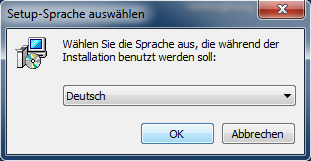 Setup-Sprache auswählen
Wählen Sie die Sprache aus, die während der
Installation benutzt werden soll:
Deutsch
OK
Abbrechen